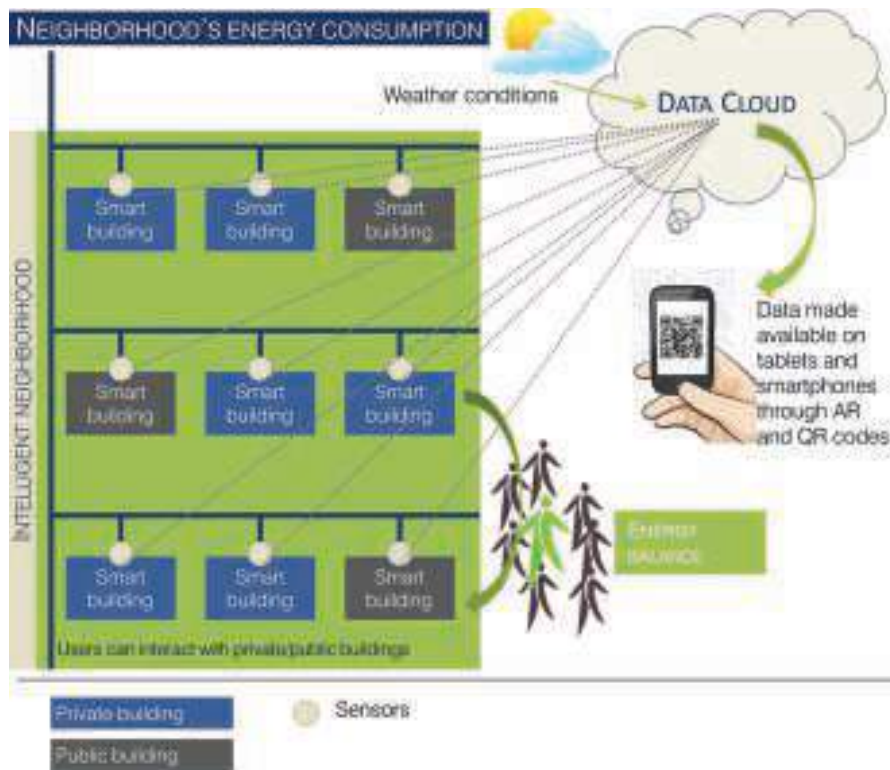 NEIGHBORHOOD'S ENERGY CONSUMPTION
Weather conditions
DATA CLOUD
INTELLIGENT NEIGHBORHOOD
Smart
building
Smart
building
Smart
building
Smart
building
Smart
building
Smart
building
Smart
building
Smart
building
Smart
building
Data made
available on
tablets and
smartphones
through AR
and QR codes
ENERGY
BALANCE
Users can interact with private/public buildings
Private building
Sensors
Public building